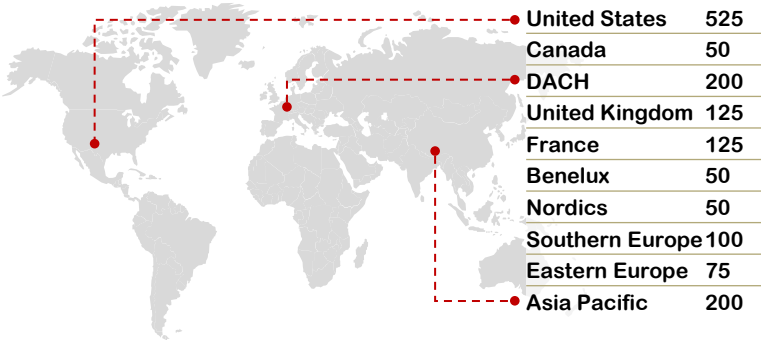 United States 525
Canada 50
DACH 200
United Kingdom 125
France 125
Benelux 50
Nordics 50
Southern Europe 100
Eastern Europe 75
Asia Pacific 200